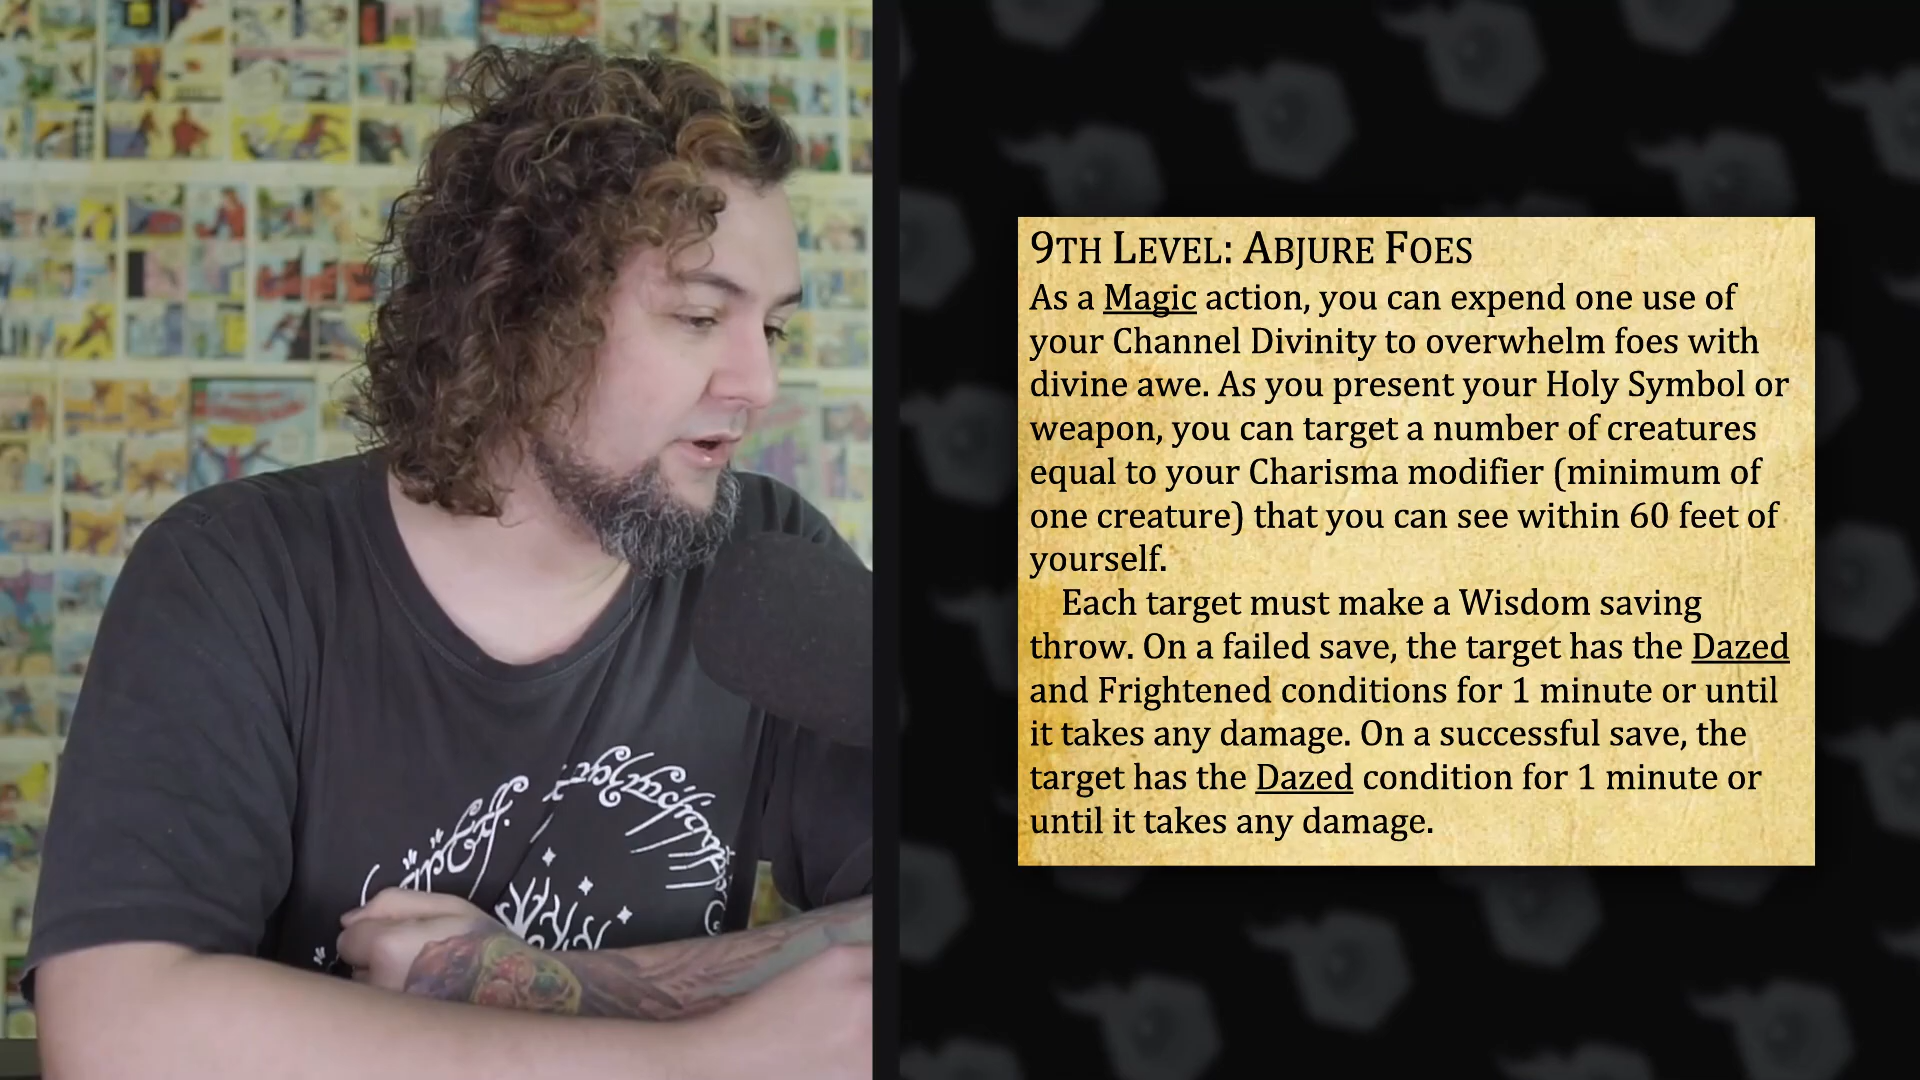 9TH LEVEL: ABJURE FOES
As a Magic action, you can expend one use of
your Channel Divinity to overwhelm foes with
divine awe. As you present your Holy Symbol or
weapon, you can target a number of creatures
equal to your Charisma modifier (minimum of
one creature) that you can see within 60 feet of
yourself.
Each target must make a Wisdom saving
throw. On a failed save, the target has the Dazed
and Frightened conditions for 1 minute or until
it takes any damage. On a successful save, the
target has the Dazed condition for 1 minute or
until it takes any damage.